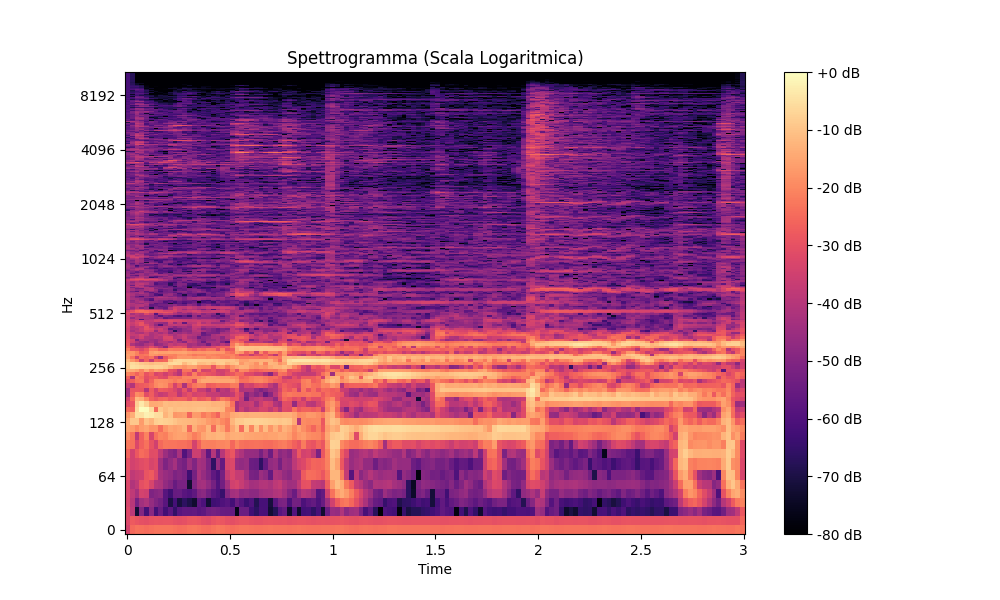 Spettrogramma (Scala Logaritmica)
Hz
8192
4096
2048
1024
512
256
128
64
0
0
0.5
1
1.5
2
2.5
3
Time
+0 dB
-10 dB
-20 dB
-30 dB
-40 dB
-50 dB
-60 dB
-70 dB
-80 dB